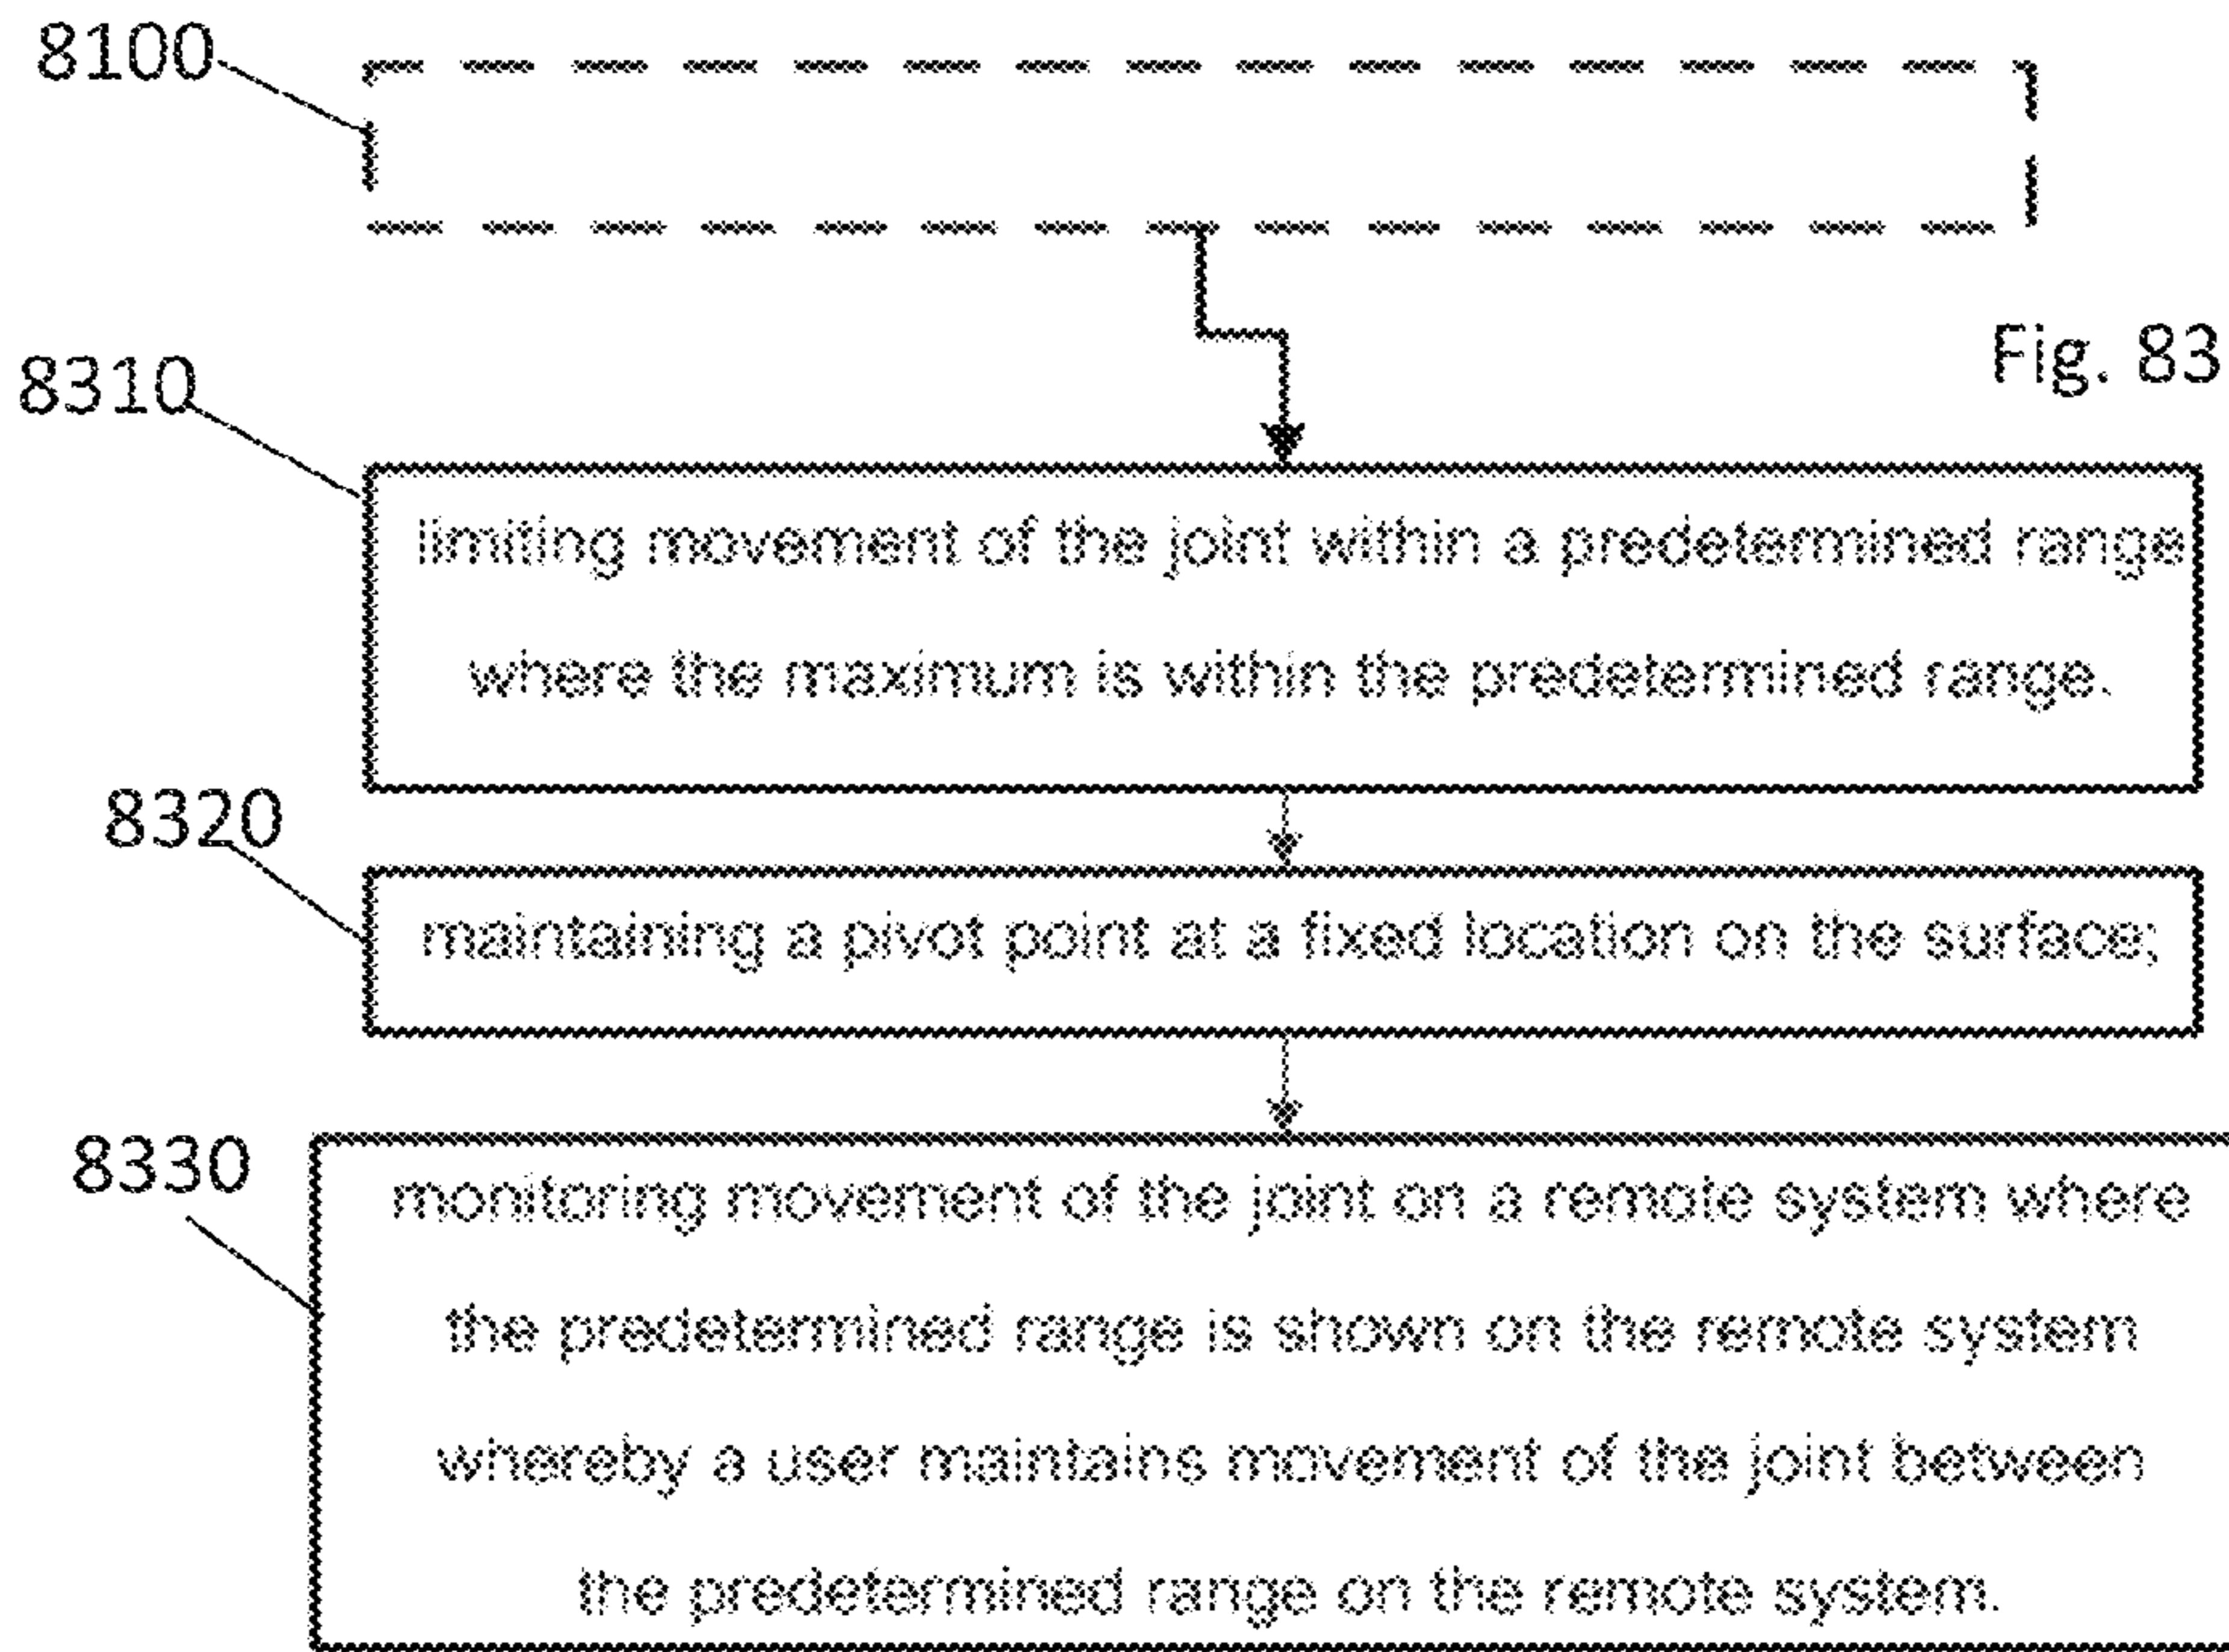 8100
Fig. 83
8310
limiting movement of the joint within a predetermined range
where the maximum is within the predetermined range.
8320
maintaining a pivot point at a fixed location on the surface;
8330
monitoring movement of the joint on a remote system where
the predetermined range is shown on the remote system
whereby a user maintains movement of the joint between
the predetermined range on the remote system.